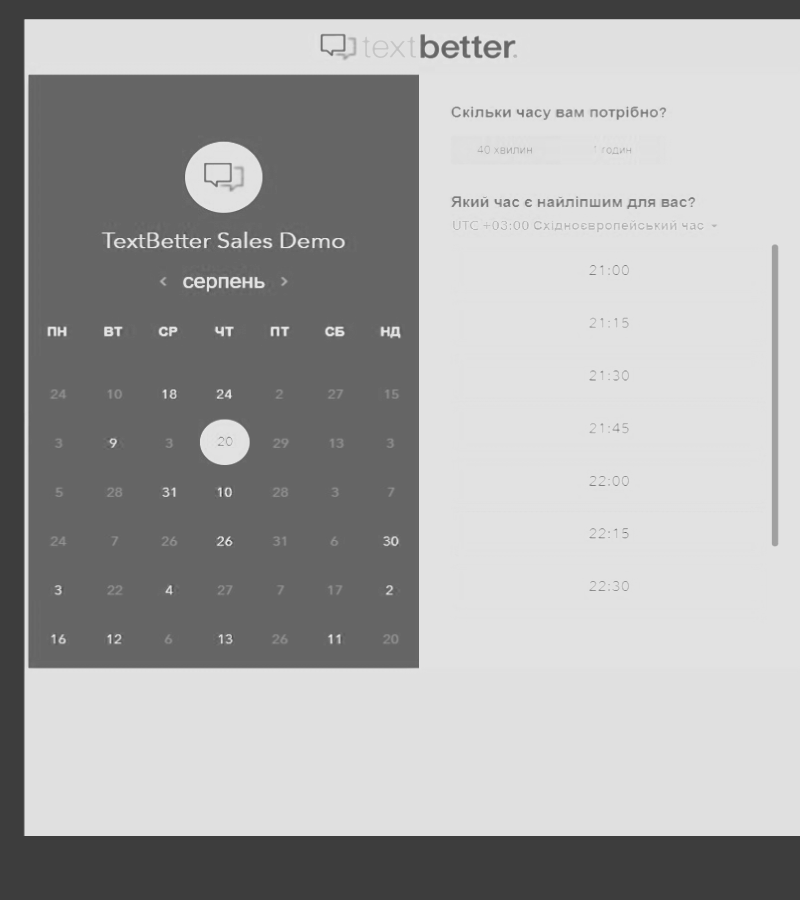 textbetter.
TextBetter Sales Demo
< серпень >
ПН ВТ СР ЧТ ПТ СБ НД
24 10 18 24 2 27 15
3 9 3 20 29 13 3
5 28 31 10 28 3 7
24 7 26 26 31 6 30
3 22 4 27 7 17 2
16 12 6 13 26 11 20
Скільки часу вам потрібно?
40 хвилин 1 годин
Який час є найліпшим для вас?
UTC +03:00 Східноєвропейський час
21:00
21:15
21:30
21:45
22:00
22:15
22:30